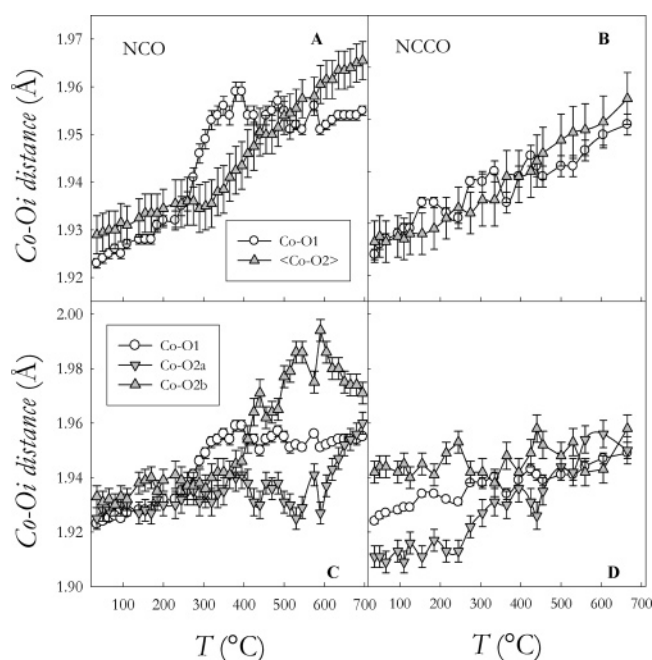 NCO
A
NCCO
B
1.97
1.96
1.95
1.94
1.93
1.92
Co-Oi distance (Å)
Co-O1
<Co-O2>
2.00
1.98
1.96
1.94
1.92
1.90
Co-Oi distance (Å)
Co-O1
Co-O2a
Co-O2b
C
D
100 200 300 400 500 600 700
100 200 300 400 500 600 700
T (°C)
T (°C)